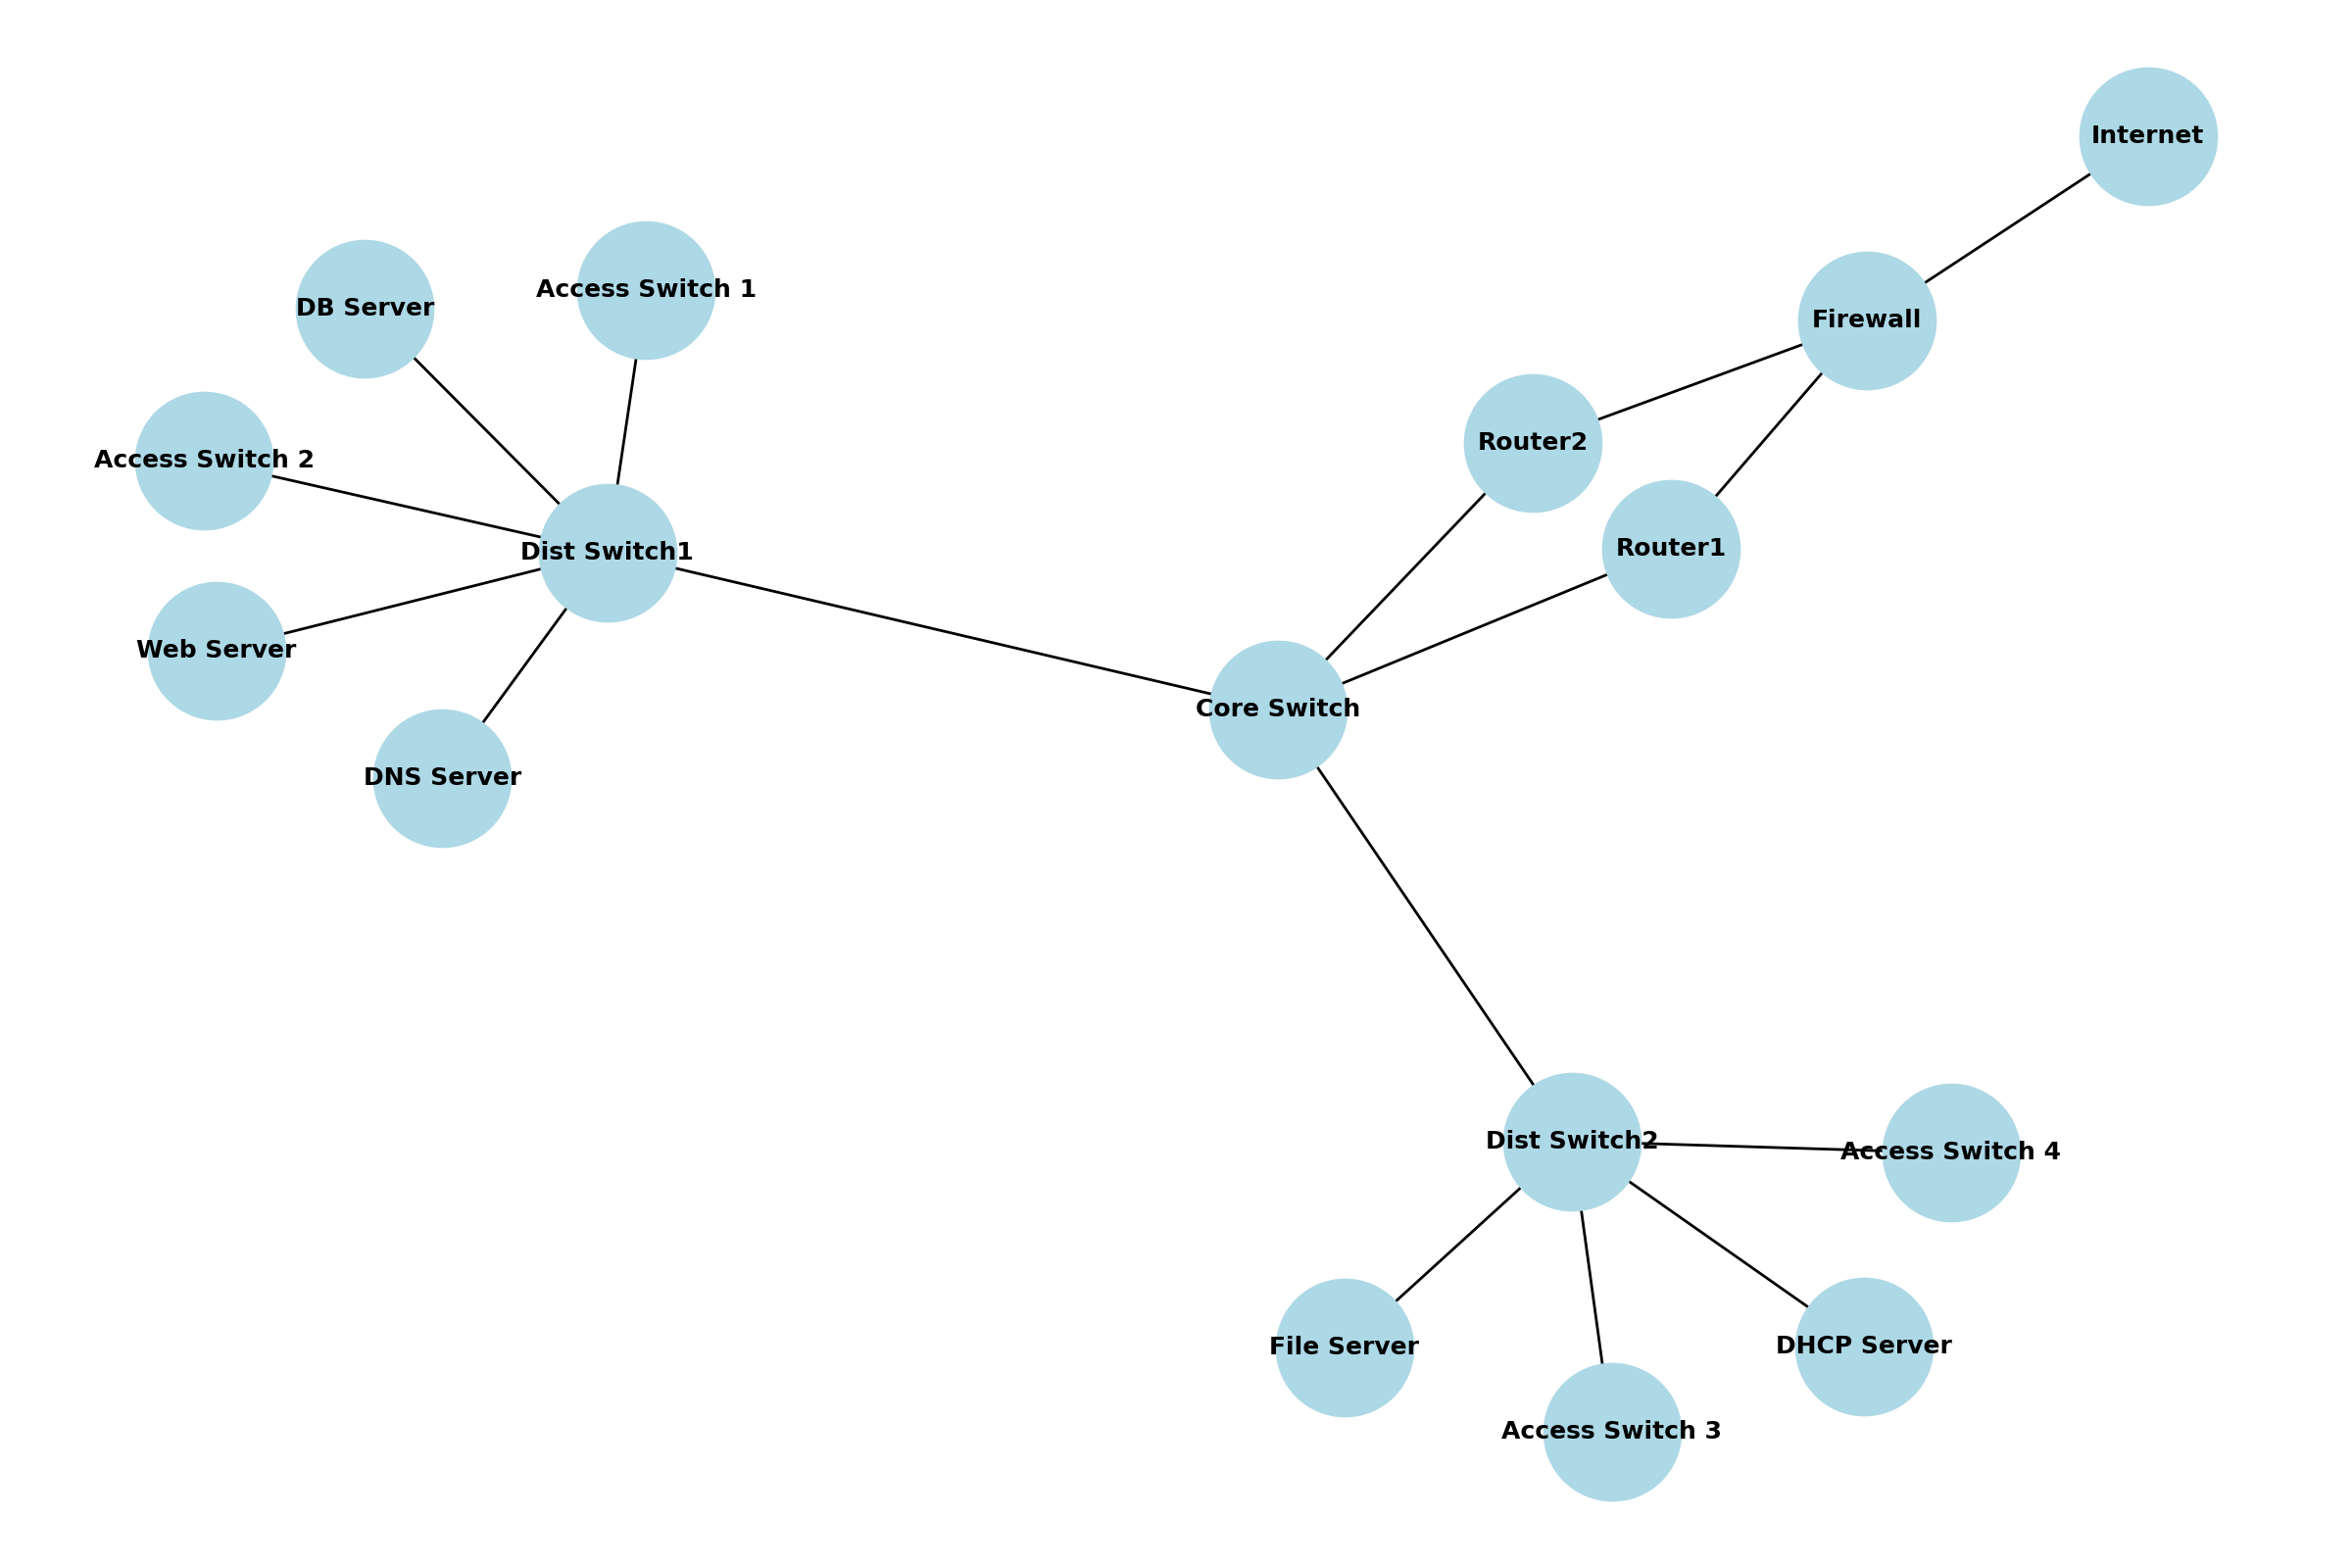 Internet
Access Switch 1
DB Server
Firewall
Router2
Access Switch 2
Router1
Dist Switch1
Web Server
Core Switch
DNS Server
Dist Switch2
Access Switch 4
DHCP Server
File Server
Access Switch 3